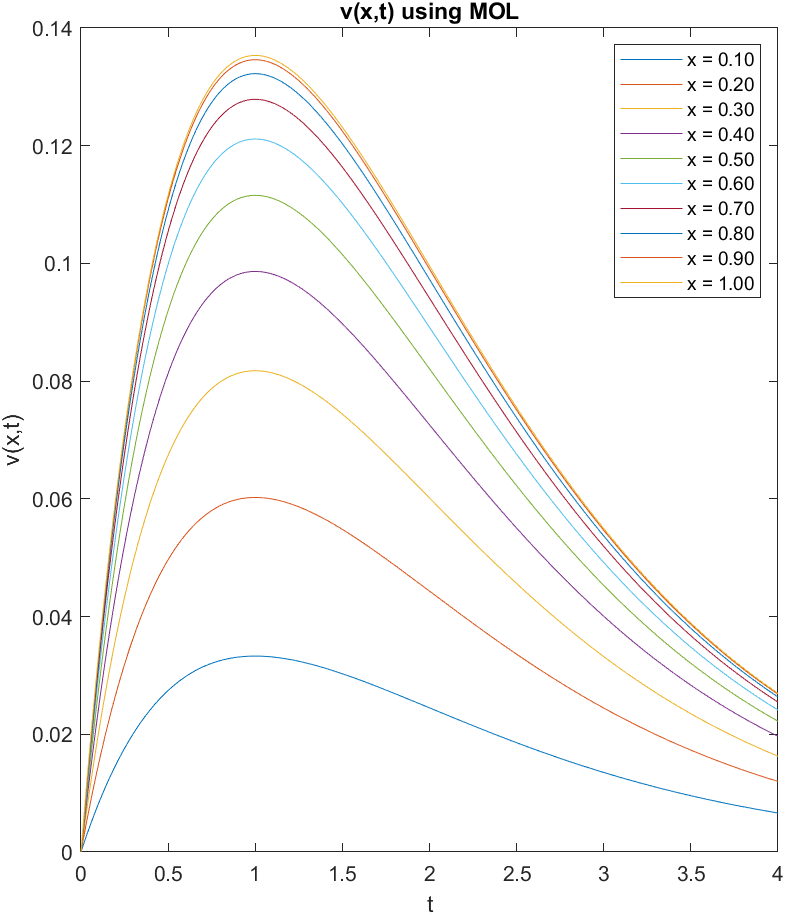 v(x,t) using MOL
0.14
0.12
0.1
0.08
0.06
0.04
0.02
0
v(x,t)
x = 0.10
x = 0.20
x = 0.30
x = 0.40
x = 0.50
x = 0.60
x = 0.70
x = 0.80
x = 0.90
x = 1.00
0 0.5 1 1.5 2 2.5 3 3.5 4
t